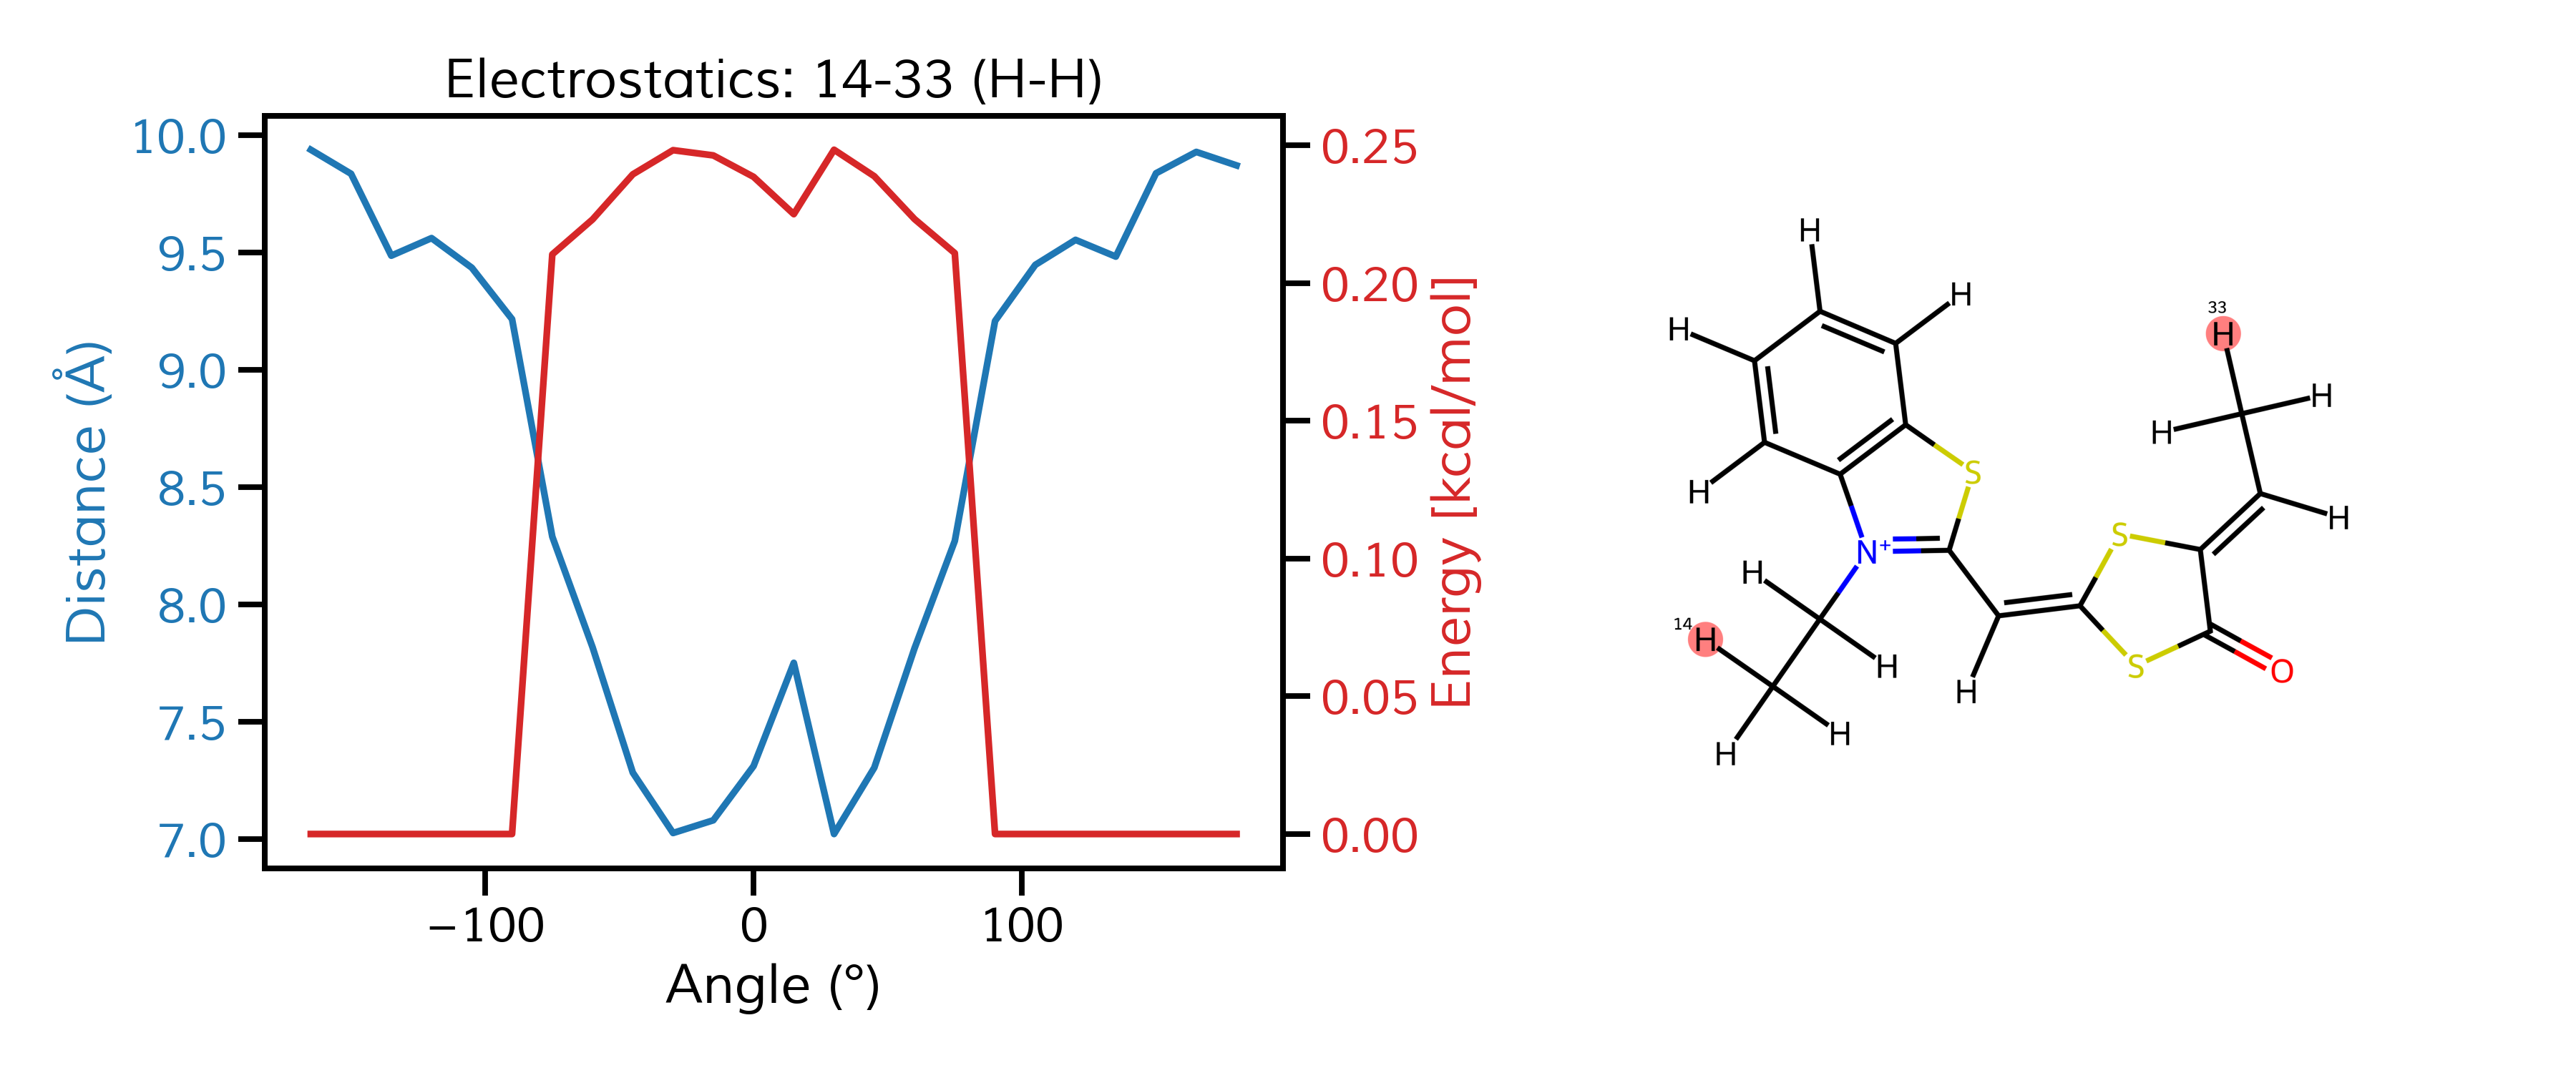 Electrostatics: 14-33 (H-H)
Distance (Å)
10.0
9.5
9.0
8.5
8.0
7.5
7.0
−100
0
100
Angle (°)
0.25
0.20
0.15
0.10
0.05
0.00
Energy [kcal/mol]
H
H
H
H
S
N+
H
14
H
H
H
H
H
33
H
H
H
H
S
S
O